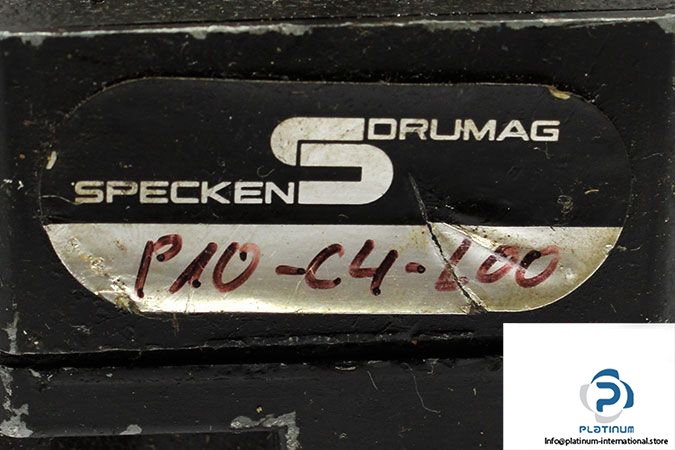 DRUMAG
SPECKEN
P10-C4-L00
PLATINUM
Info@platinum-international.store